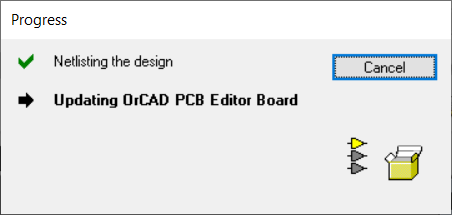 Progress
Netlisting the design
Cancel
Updating OrCAD PCB Editor Board